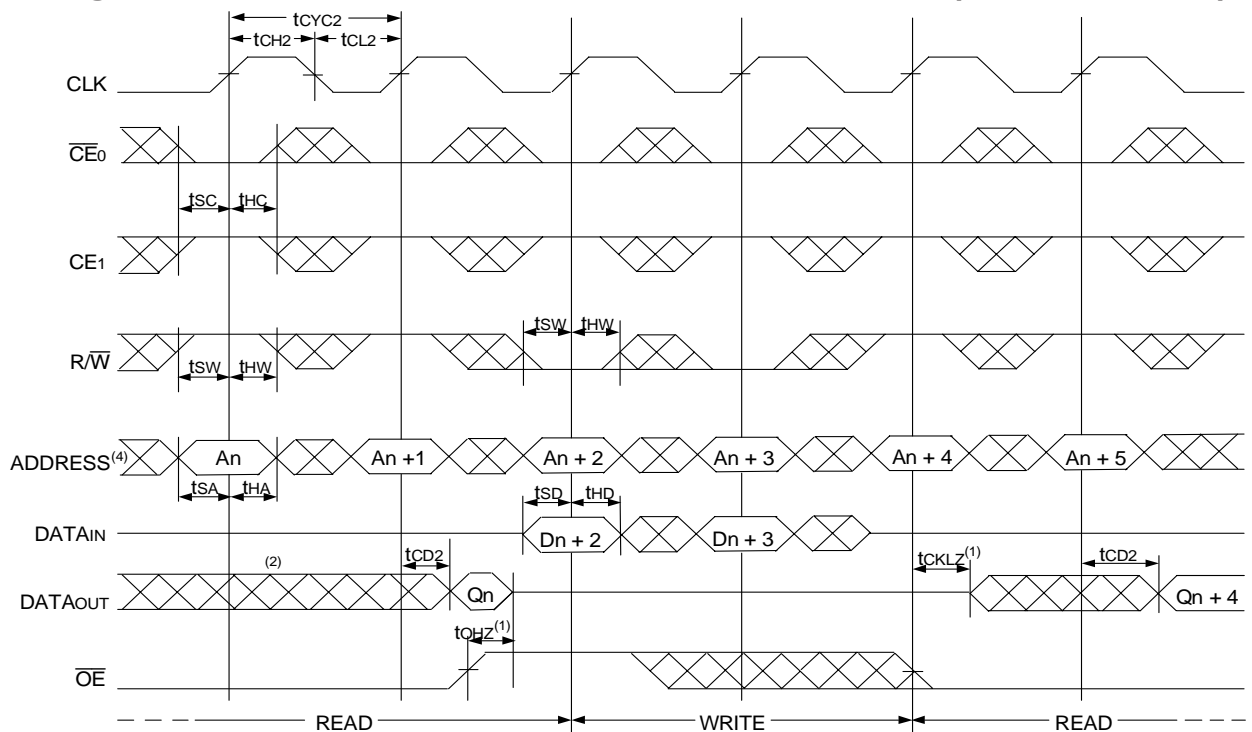 tCYC2
tCH2 tCL2
CLK
CE0
tSC tHC
CE1
tSW tHW
R/W
tSW tHW
ADDRESS(4) An An +1 An + 2 An + 3 An + 4 An + 5
tSA tHA tSD tHD
DATAIN Dn + 2 Dn + 3
(2) tCD2 tCKLZ(1) tCD2
DATAOUT Qn Qn + 4
tOHZ(1)
OE
READ WRITE READ